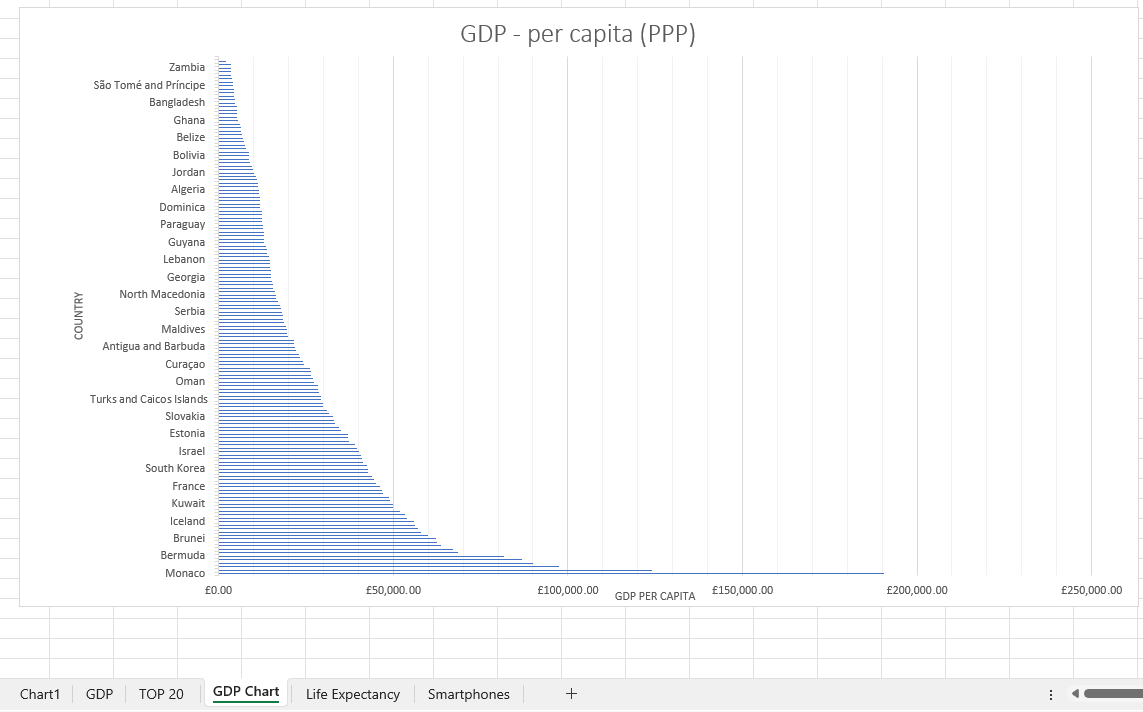 GDP - per capita (PPP)
Zambia
São Tomé and Príncipe
Bangladesh
Ghana
Belize
Bolivia
Jordan
Algeria
Dominica
Paraguay
Guyana
Lebanon
Georgia
North Macedonia
Serbia
Maldives
Antigua and Barbuda
Curaçao
Oman
Turks and Caicos Islands
Slovakia
Estonia
Israel
South Korea
France
Kuwait
Iceland
Brunei
Bermuda
Monaco
COUNTRY
£0.00 £50,000.00 £100,000.00 £150,000.00 £200,000.00 £250,000.00
GDP PER CAPITA
Chart1 GDP TOP 20 GDP Chart Life Expectancy Smartphones +